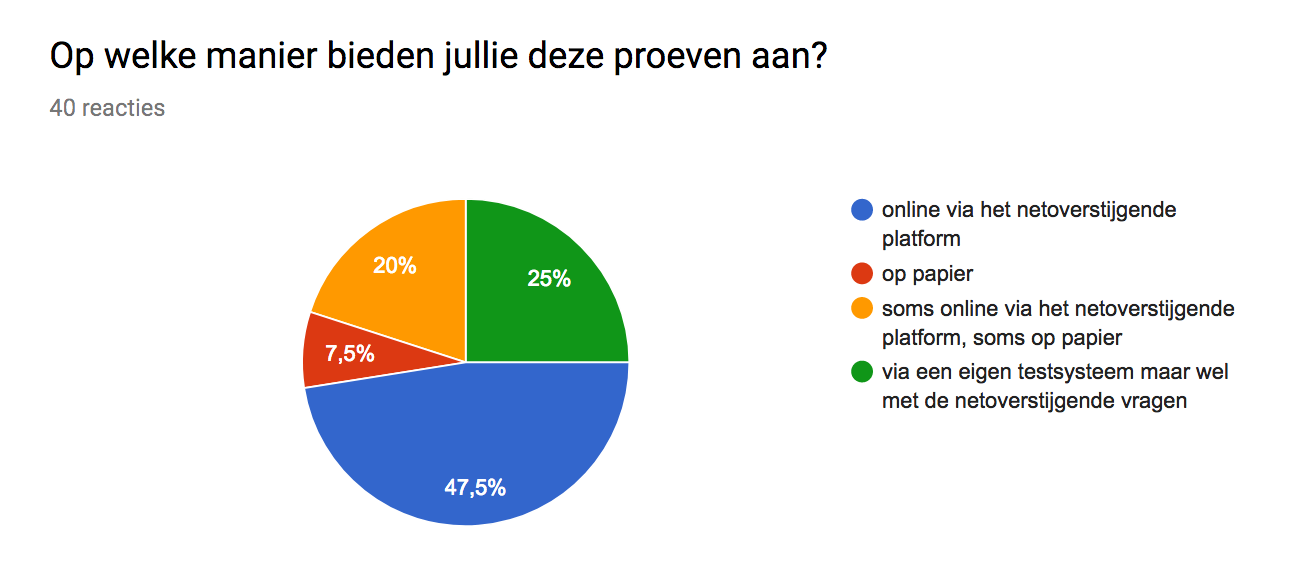 Op welke manier bieden jullie deze proeven aan?
40 reacties
20%
25%
7,5%
47,5%
online via het netoverstijgende
platform
op papier
soms online via het netoverstijgende
platform, soms op papier
via een eigen testsysteem maar wel
met de netoverstijgende vragen